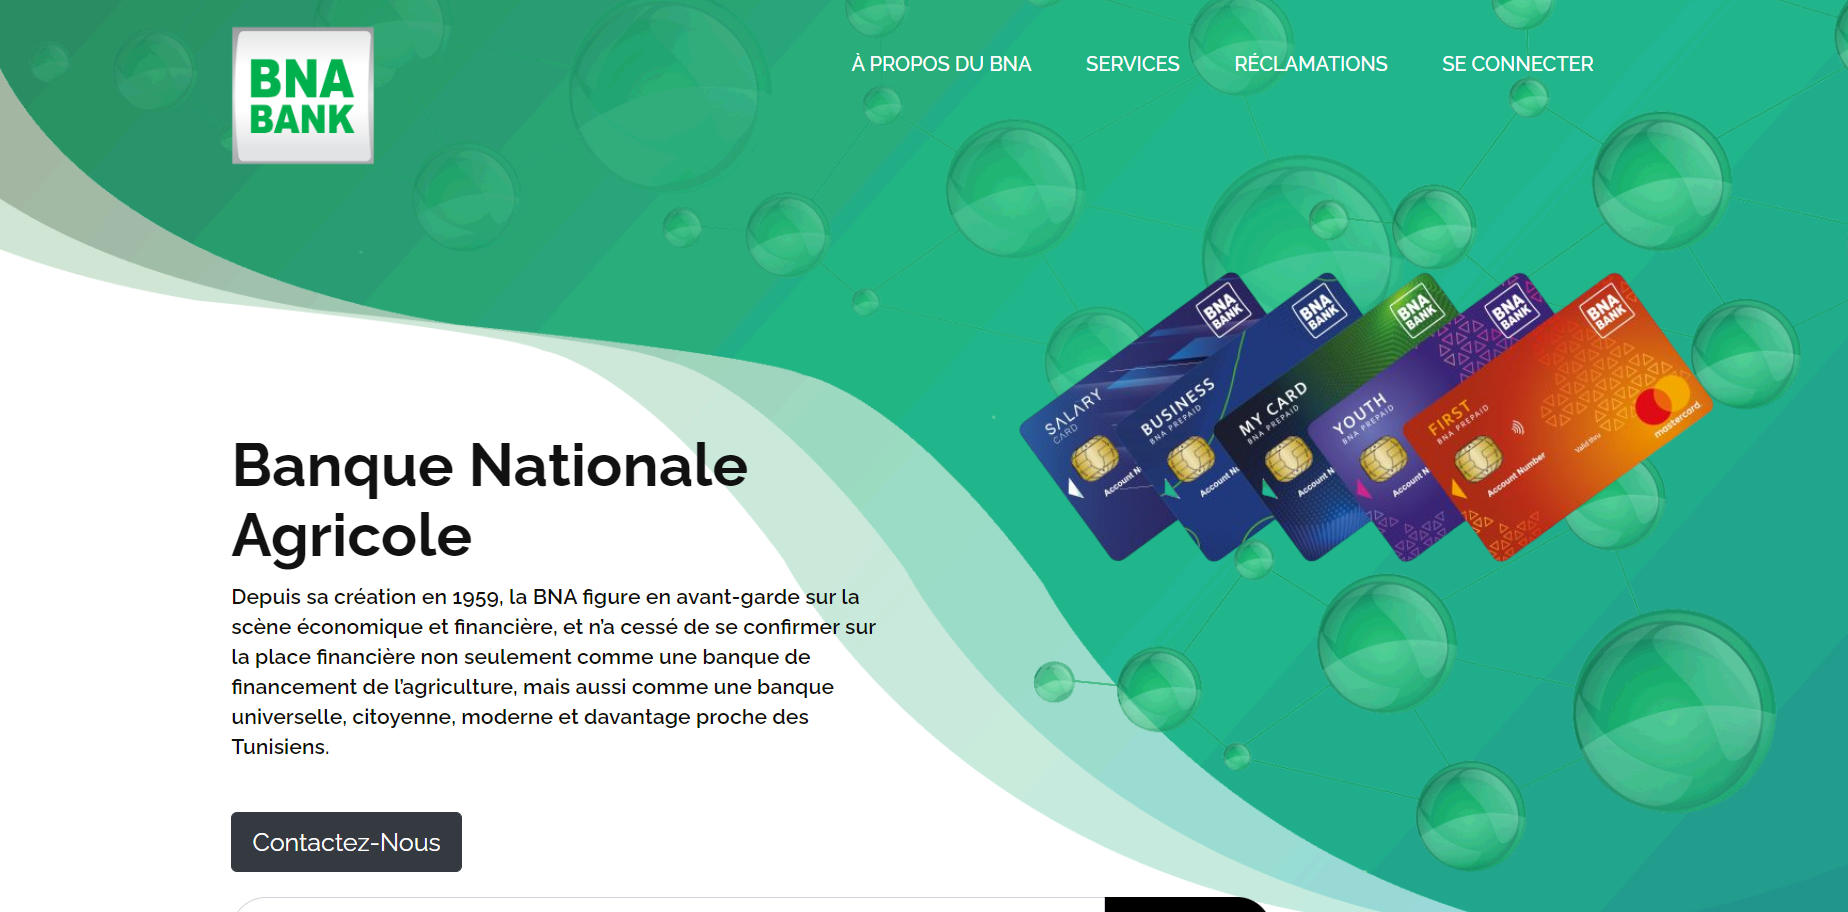 BNA
BANK
À PROPOS DU BNA
SERVICES
RÉCLAMATIONS
SE CONNECTER
BNA
BANK
SALARY
CARD
Account N
BNA
BANK
BUSINESS
BNA PREPAID
Account Nu
BNA
BANK
MY CARD
BNA PREPAID
Account N
BNA
BANK
YOUTH
BNA PREPAID
Account N
BNA
BANK
FIRST
BNA PREPAID
Account Number
Valid thru
mastercard.
Banque Nationale
Agricole
Depuis sa création en 1959, la BNA figure en avant-garde sur la
scène économique et financière, et n’a cessé de se confirmer sur
la place financière non seulement comme une banque de
financement de l’agriculture, mais aussi comme une banque
universelle, citoyenne, moderne et davantage proche des
Tunisiens.
Contactez-Nous